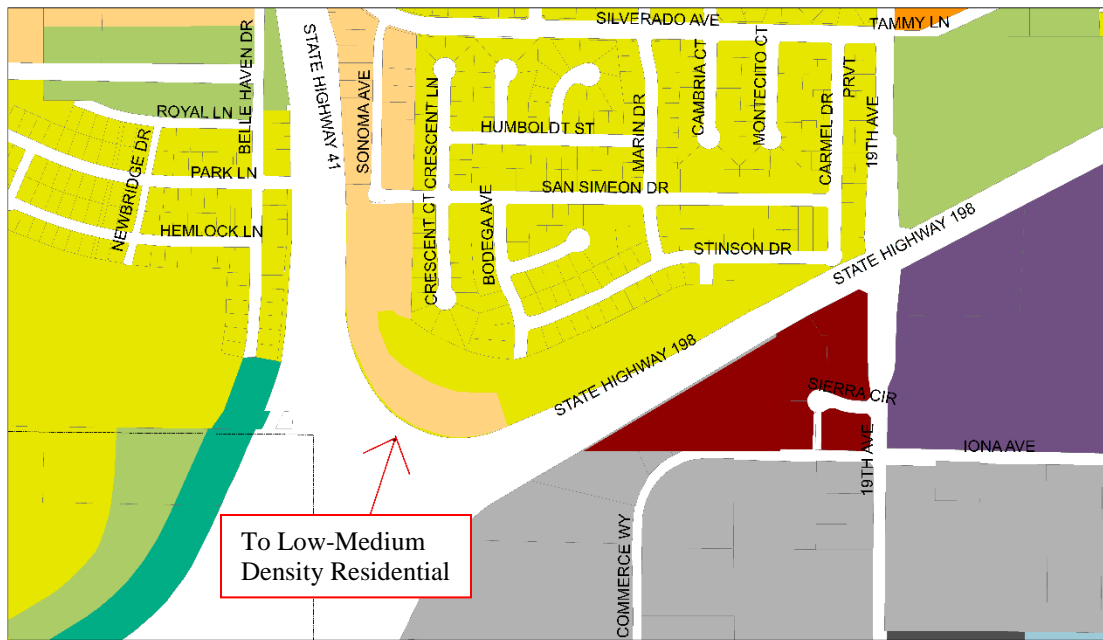 SILVERADO AVE
TAMMY LN
BELLE HAVEN DR
STATE HIGHWAY 41
SONOMA AVE
CRESCENT LN
MARIN DR
CAMBRIA CT
MONTECITO CT
PRVT
CARMEL DR
19TH AVE
ROYAL LN
HUMBOLDT ST
NEWBRIDGE DR
PARK LN
SAN SIMEON DR
CRESCENT CT
BODEGA AVE
HEMLOCK LN
STINSON DR
STATE HIGHWAY 198
STATE HIGHWAY 198
SIERRA CIR
19TH AVE
IONA AVE
COMMERCE WY
To Low-Medium
Density Residential